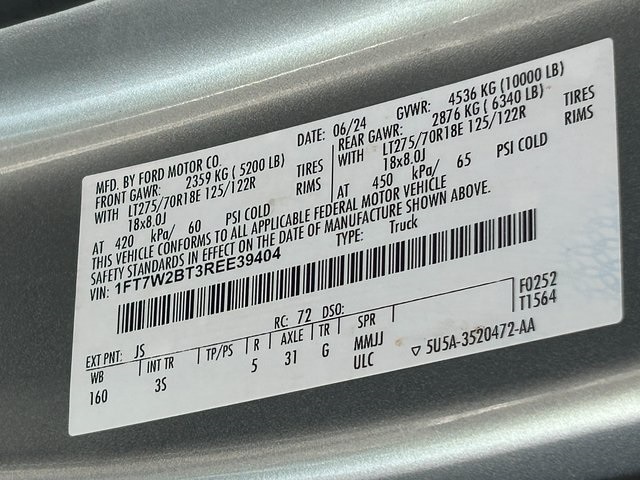 MFD. BY FORD MOTOR CO.
DATE: 06/24 GVWR: 4536 KG (10000 LB)
FRONT GAWR: 2359 KG ( 5200 LB) REAR GAWR: 2876 KG ( 6340 LB)
WITH LT275/70R18E 125/122R TIRES WITH LT275/70R18E 125/122R TIRES
18x8.0J RIMS 18x8.0J RIMS
AT 420 kPa/ 60 PSI COLD AT 450 kPa/ 65 PSI COLD
THIS VEHICLE CONFORMS TO ALL APPLICABLE FEDERAL MOTOR VEHICLE
SAFETY STANDARDS IN EFFECT ON THE DATE OF MANUFACTURE SHOWN ABOVE.
VIN: 1FT7W2BT3REE39404 TYPE: Truck
F0252
T1564
EXT PNT: JS RC: 72 DSO:
WB INT TR TP/PS R AXLE TR SPR
160 3S 5 31 G MMJJ
ULC
▽ 5U5A-3520472-AA